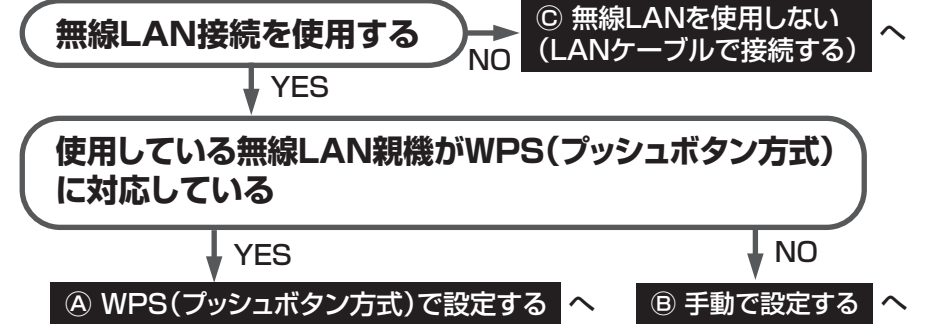 無線LAN接続を使用する
NO
Ⓒ 無線LANを使用しない
（LANケーブルで接続する）
へ
YES
使用している無線LAN親機がWPS（プッシュボタン方式）
に対応している
YES
NO
Ⓐ WPS（プッシュボタン方式）で設定する へ
Ⓑ 手動で設定する へ